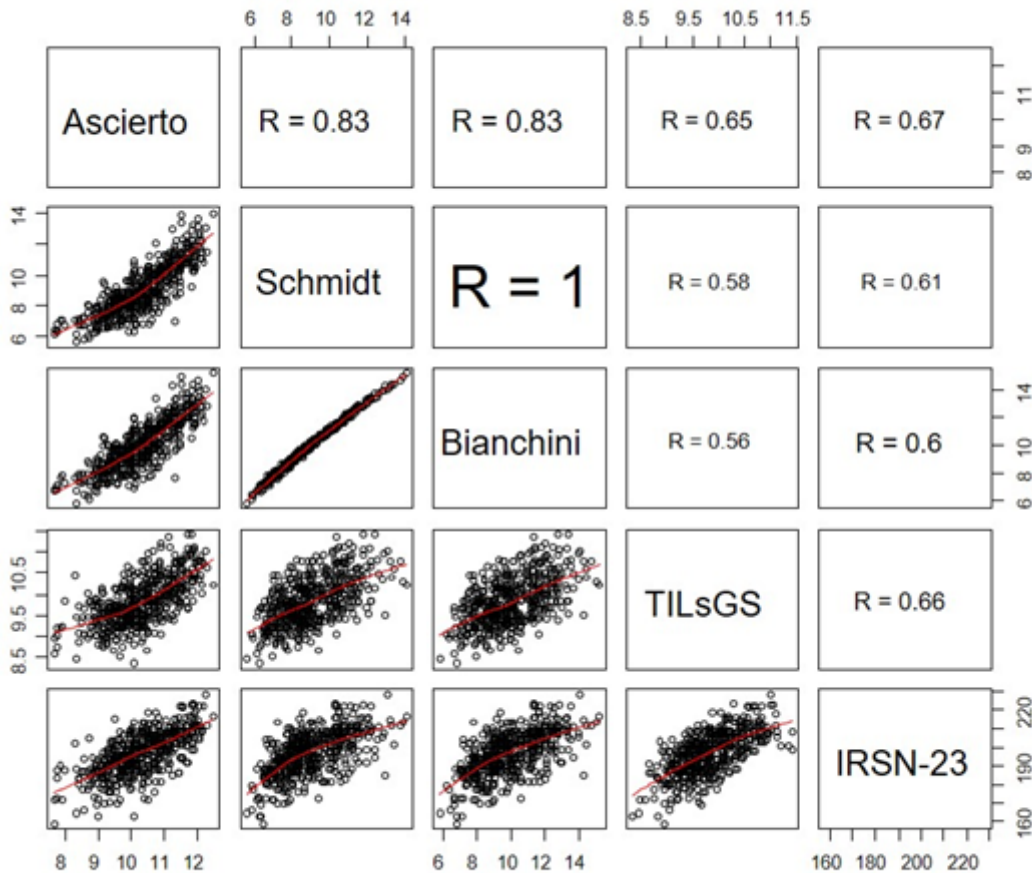 6 8 10 12 14
8.5 9.5 10.5 11.5
Ascierto
R = 0.83
R = 0.83
R = 0.65
R = 0.67
8 9 11
6 8 10 14
Schmidt
R = 1
R = 0.58
R = 0.61
Bianchini
R = 0.56
R = 0.6
6 8 10 14
8.5 9.5 10.5
TILsGS
R = 0.66
IRSN-23
160 190 220
8 9 10 11 12
6 8 10 12 14
160 180 200 220